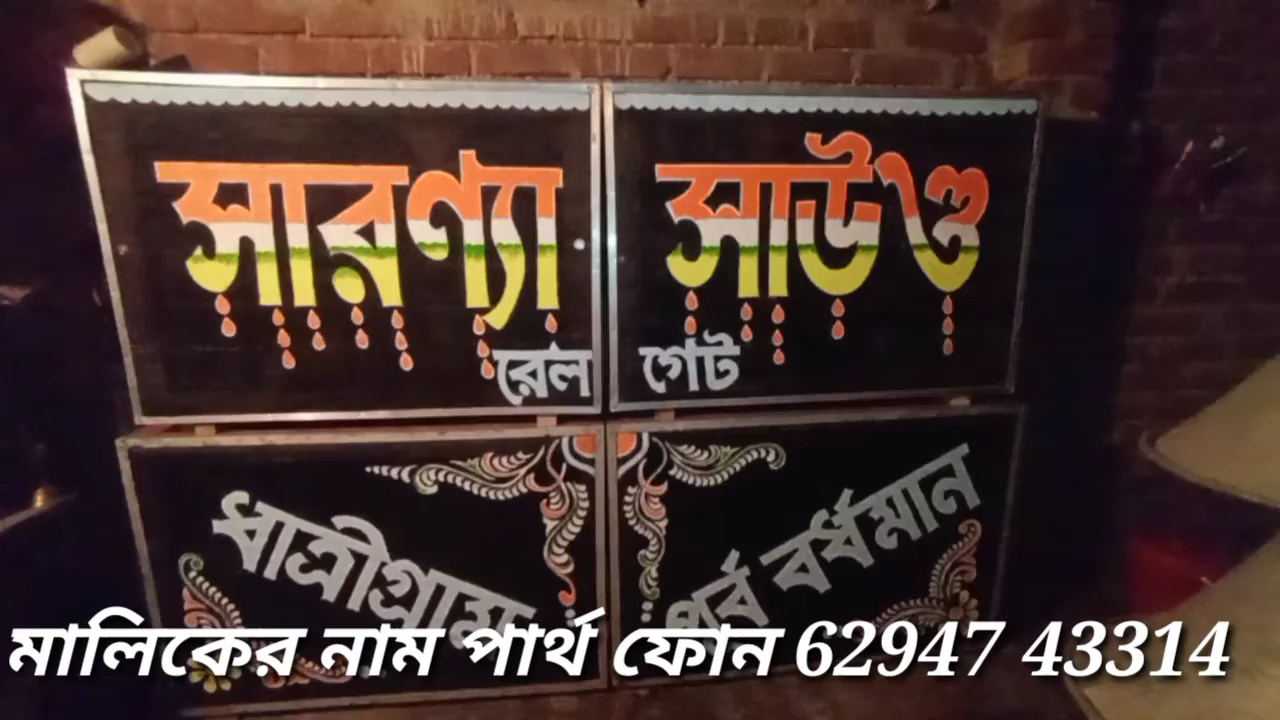 সারণ্যা সাউণ্ড
রেল গেট
ধাত্রীগ্রাম পূর্ব বর্ধমান
মালিকের নাম পার্থ ফোন 62947 43314